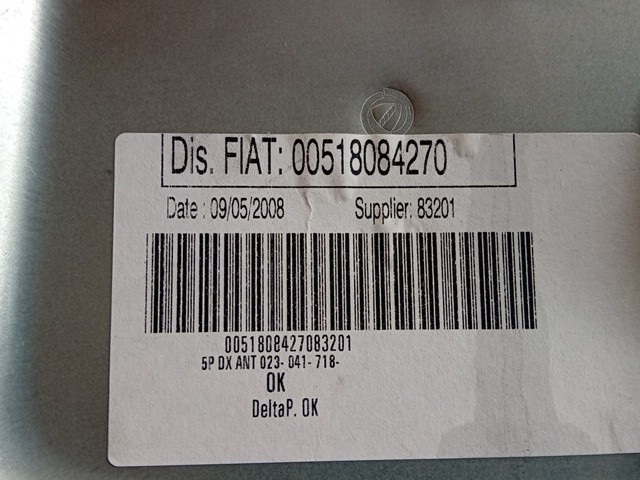 Dis. FIAT: 00518084270
Date : 09/05/2008 Supplier: 83201
0051808427083201
5P DX ANT 023- 041- 718-
OK
DeltaP. OK